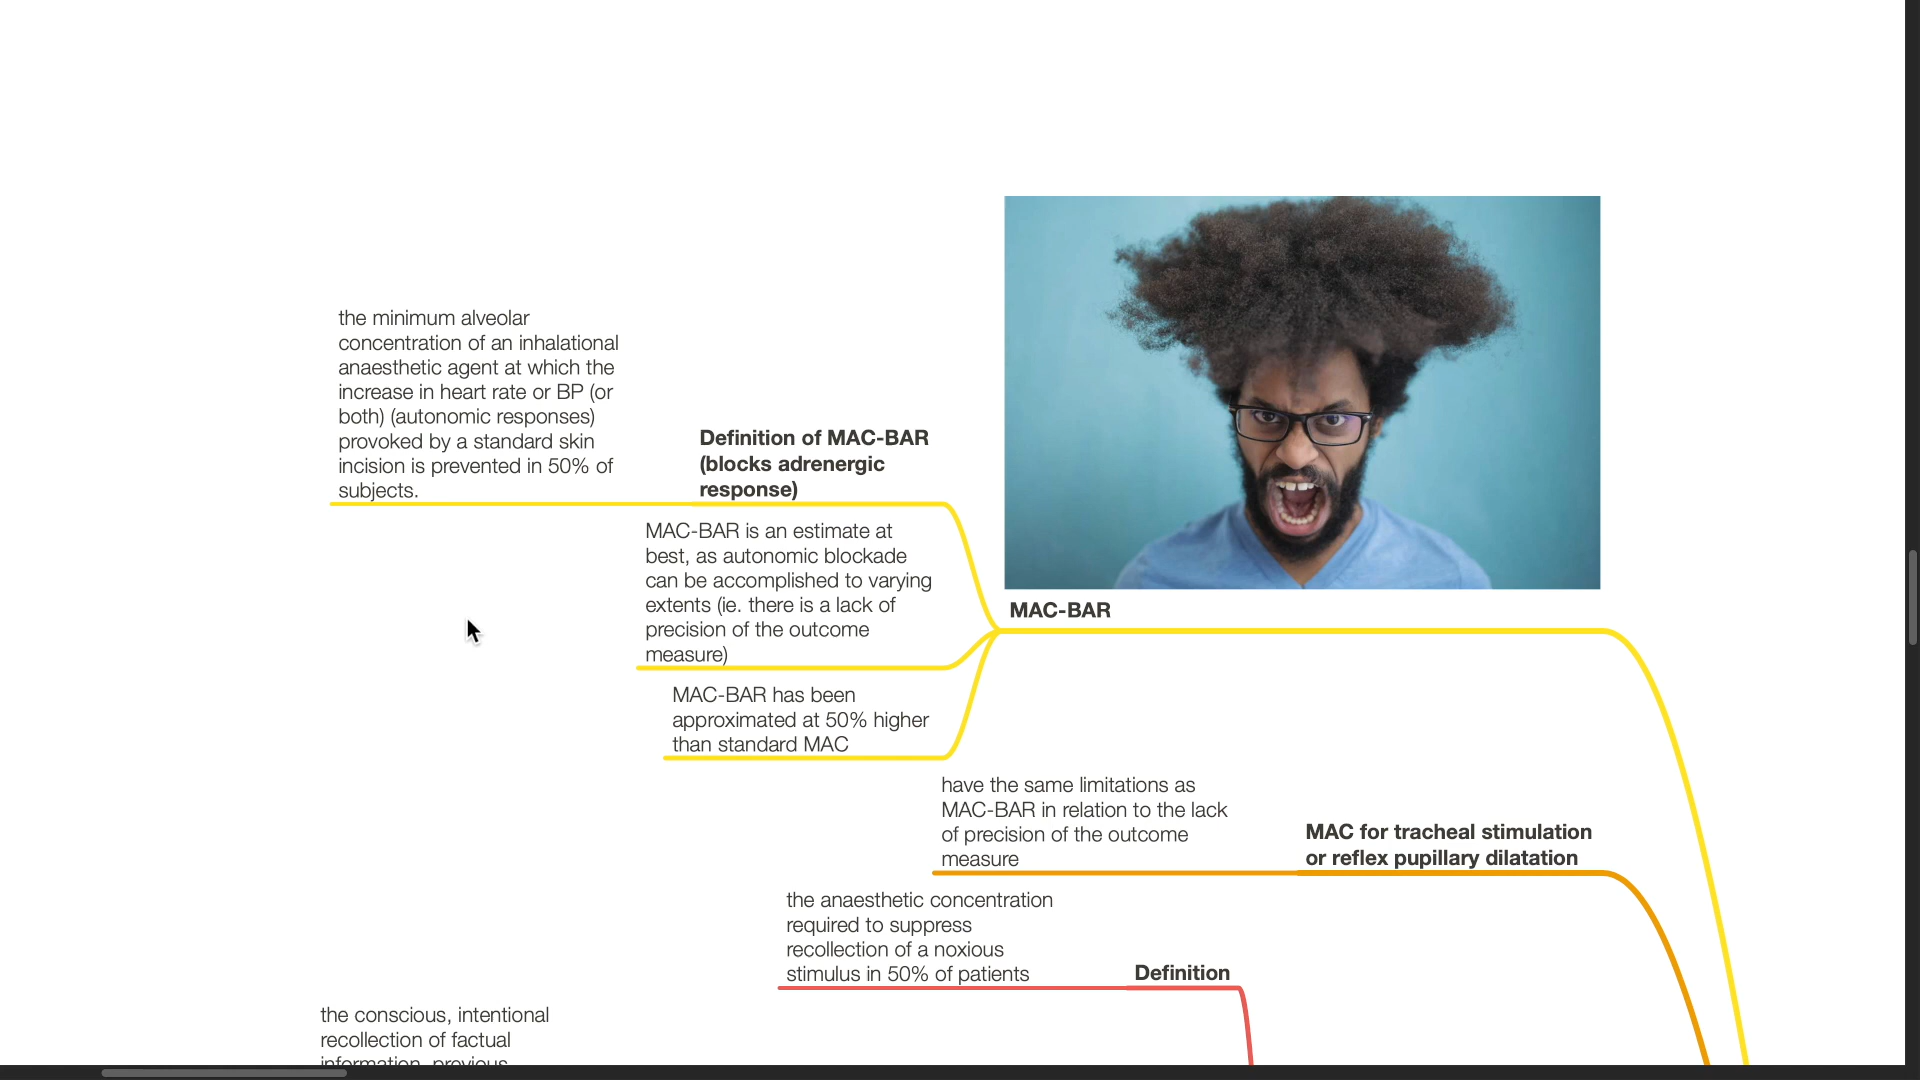 the minimum alveolar
concentration of an inhalational
anaesthetic agent at which the
increase in heart rate or BP (or
both) (autonomic responses)
provoked by a standard skin
incision is prevented in 50% of
subjects.
Definition of MAC-BAR
(blocks adrenergic
response)
MAC-BAR is an estimate at
best, as autonomic blockade
can be accomplished to varying
extents (ie. there is a lack of
precision of the outcome
measure)
MAC-BAR
MAC-BAR has been
approximated at 50% higher
than standard MAC
have the same limitations as
MAC-BAR in relation to the lack
of precision of the outcome
measure
MAC for tracheal stimulation
or reflex pupillary dilatation
the anaesthetic concentration
required to suppress
recollection of a noxious
stimulus in 50% of patients
Definition
the conscious, intentional
recollection of factual
information, previous